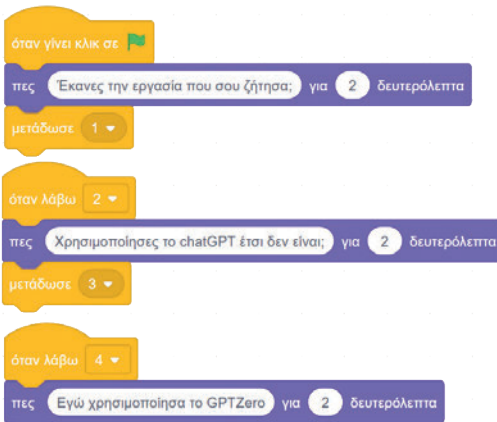 όταν γίνει κλικ σε
πες Έκανες την εργασία που σου ζήτησα; για 2 δευτερόλεπτα
μετάδωσε 1
όταν λάβω 2
πες Χρησιμοποίησες το chatGPT έτσι δεν είναι; για 2 δευτερόλεπτα
μετάδωσε 3
όταν λάβω 4
πες Εγώ χρησιμοποίησα το GPTZero για 2 δευτερόλεπτα